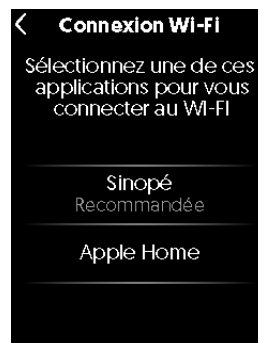 Connexion Wi-Fi
Sélectionnez une de ces
applications pour vous
connecter au WI-FI
Sinopé
Recommandée
Apple Home